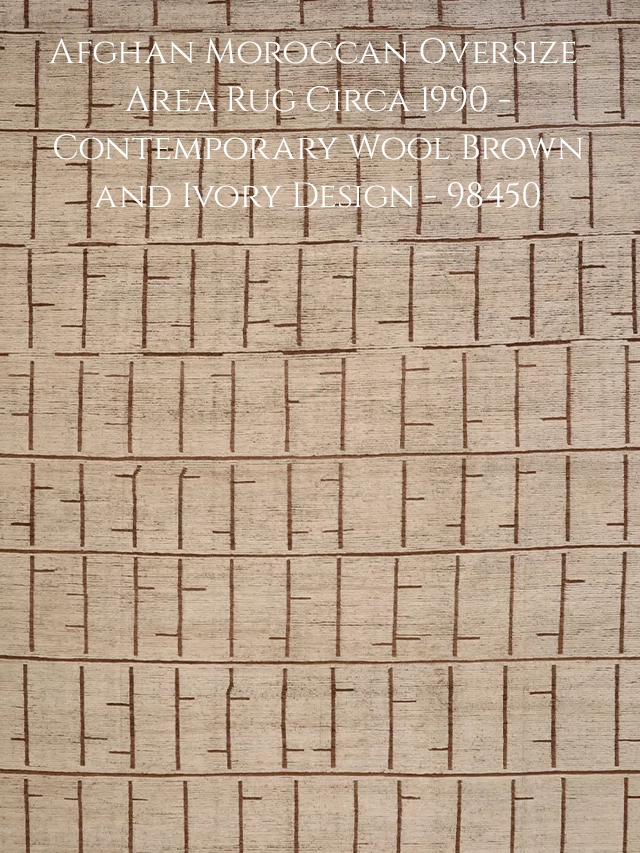 Afghan Moroccan Oversize
Area Rug Circa 1990 -
Contemporary Wool Brown
and Ivory Design - 98450